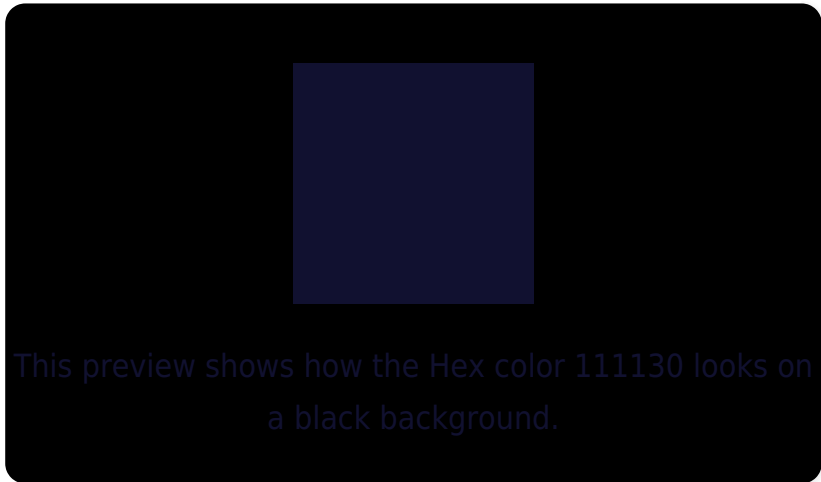 This preview shows how the Hex color 111130 looks on
a black background.